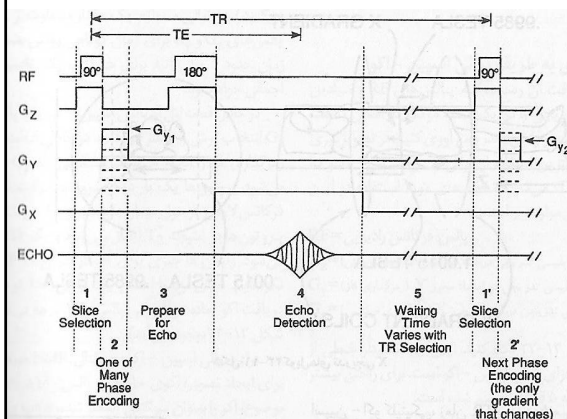 TR
TE
90°
180°
90°
RF
G_Z
G_y1
G_Y
G_y2
G_X
ECHO
1
Slice
Selection
2
One of
Many
Phase
Encoding
3
Prepare
for
Echo
4
Echo
Detection
5
Waiting
Time
Varies with
TR Selection
1'
Slice
Selection
2'
Next Phase
Encoding
(the only
gradient
that changes)